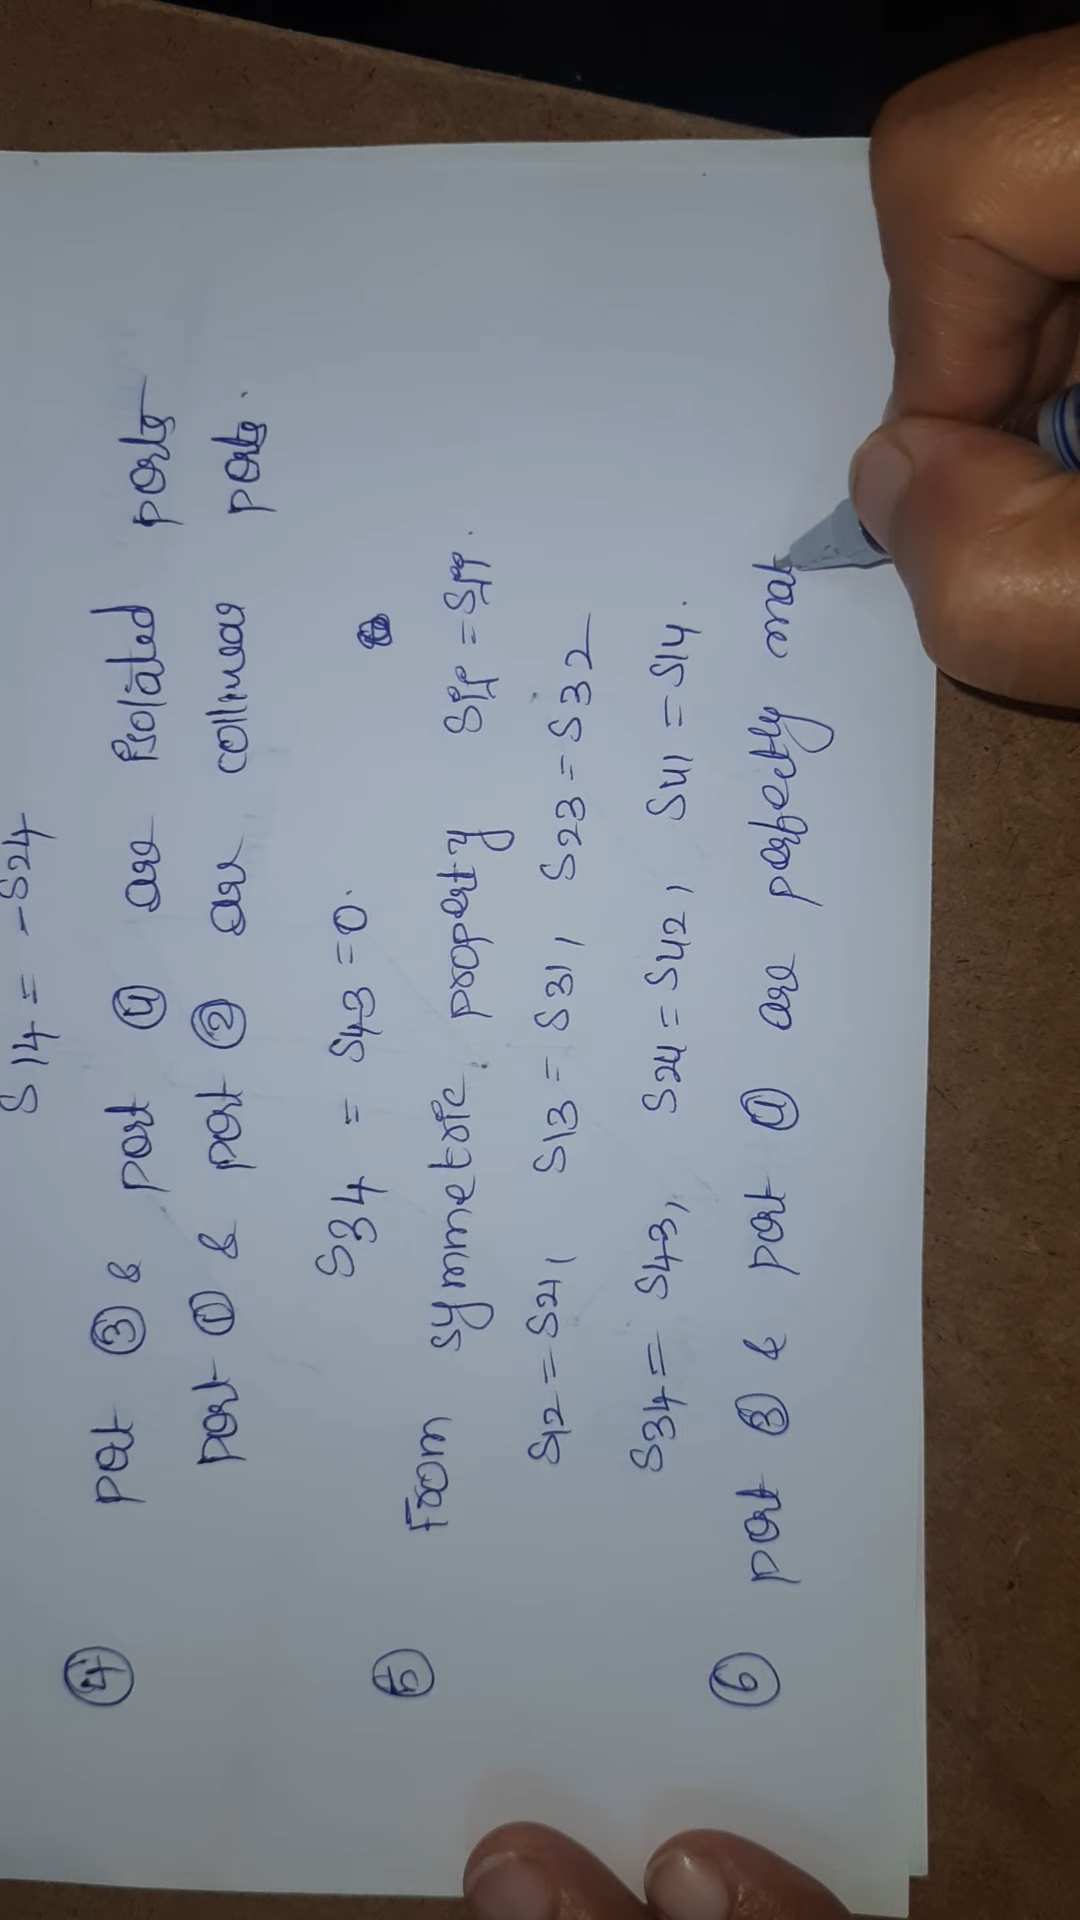 S14 = -S24
④ port ③ & port ④ are isolated ports
port ① & port ② are collinear ports.
S34 = S43 = 0.
⑤ From symmetric property Sij = Sji.
S12 = S21, S13 = S31, S23 = S32
S34 = S43, S24 = S42, S41 = S14.
⑥ port ③ & port ④ are perfectly mat